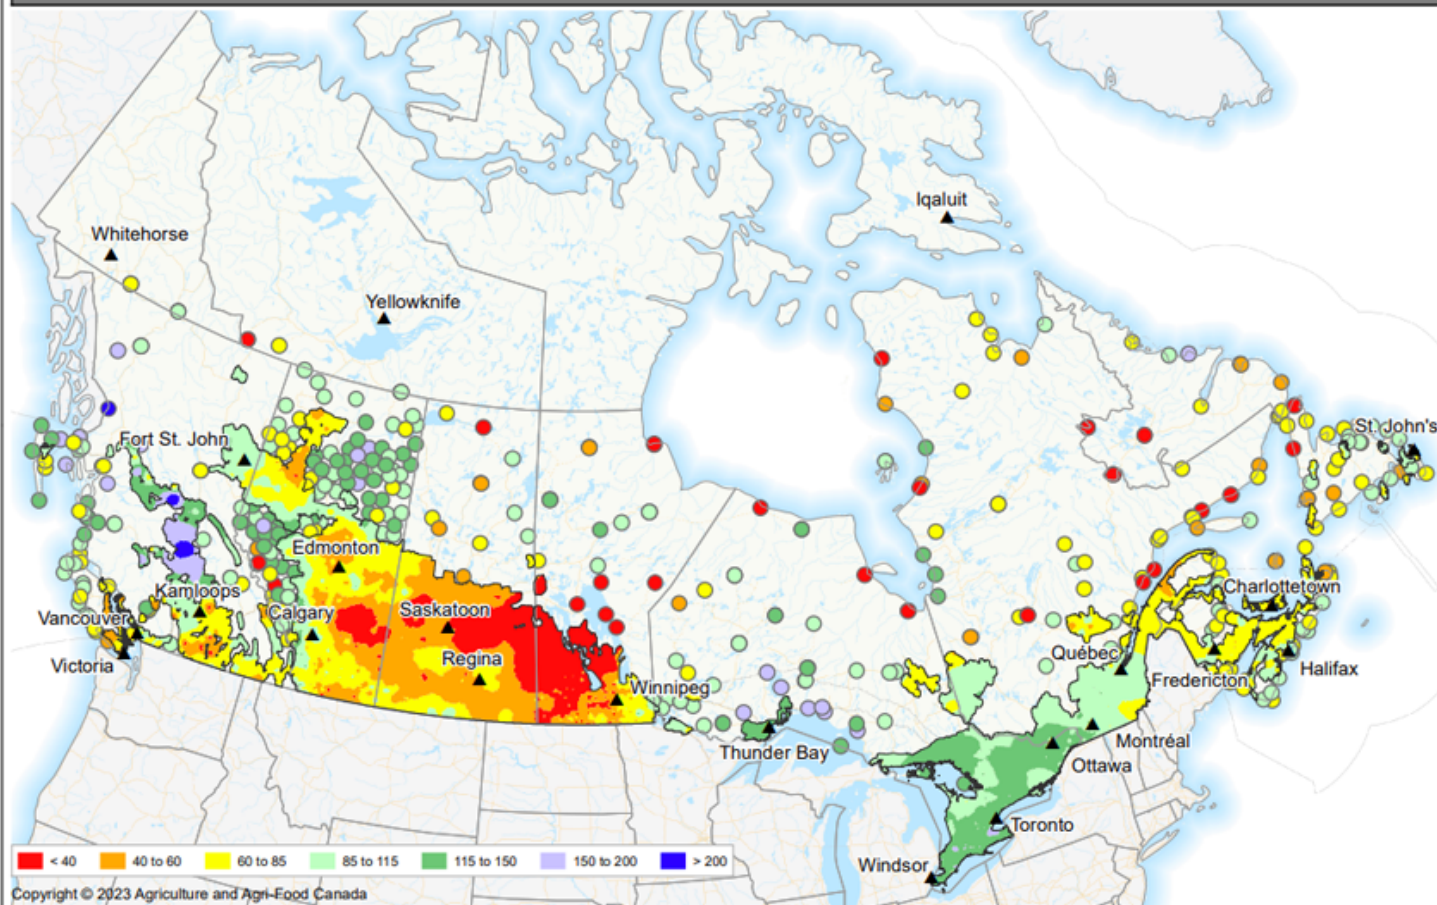 Iqaluit
Whitehorse
Yellowknife
Fort St. John
St. John's
Edmonton
Kamloops
Charlottetown
Vancouver
Calgary
Saskatoon
Québec
Victoria
Regina
Halifax
Fredericton
Winnipeg
Montréal
Thunder Bay
Ottawa
Toronto
Windsor
< 40 40 to 60 60 to 85 85 to 115 115 to 150 150 to 200 > 200
Copyright © 2023 Agriculture and Agri-Food Canada